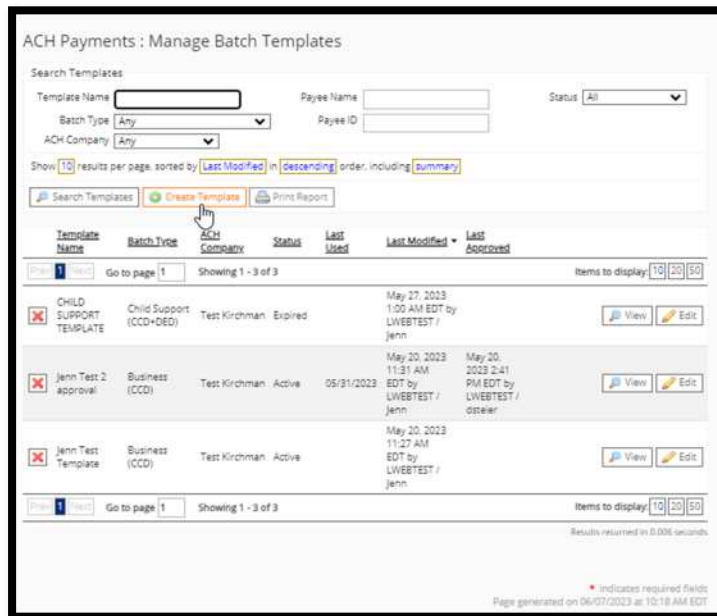 ACH Payments : Manage Batch Templates
Search Templates
Template Name Payee Name Status All
Batch Type Any Payee ID
ACH Company Any
Show 10 results per page, sorted by Last Modified in descending order, including summary
Search Templates Create Template Print Report
Template Name Batch Type ACH Company Status Last Used Last Modified Last Approved
Prev 1 Next Go to page 1 Showing 1 - 3 of 3 Items to display: 10 20 50
CHILD SUPPORT TEMPLATE Child Support (CCD+DED) Test Kirchman Expired May 27, 2023 1:00 AM EDT by LWEBTEST / Jenn View Edit
Jenn Test 2 approval Business (CCD) Test Kirchman Active 05/31/2023 May 20, 2023 11:31 AM EDT by LWEBTEST / Jenn May 20, 2023 2:41 PM EDT by LWEBTEST / dsteier View Edit
Jenn Test Template Business (CCD) Test Kirchman Active May 20, 2023 11:27 AM EDT by LWEBTEST / Jenn View Edit
Prev 1 Next Go to page 1 Showing 1 - 3 of 3 Items to display: 10 20 50
Results returned in 0.006 seconds
* indicates required fields
Page generated on 06/07/2023 at 10:18 AM EDT